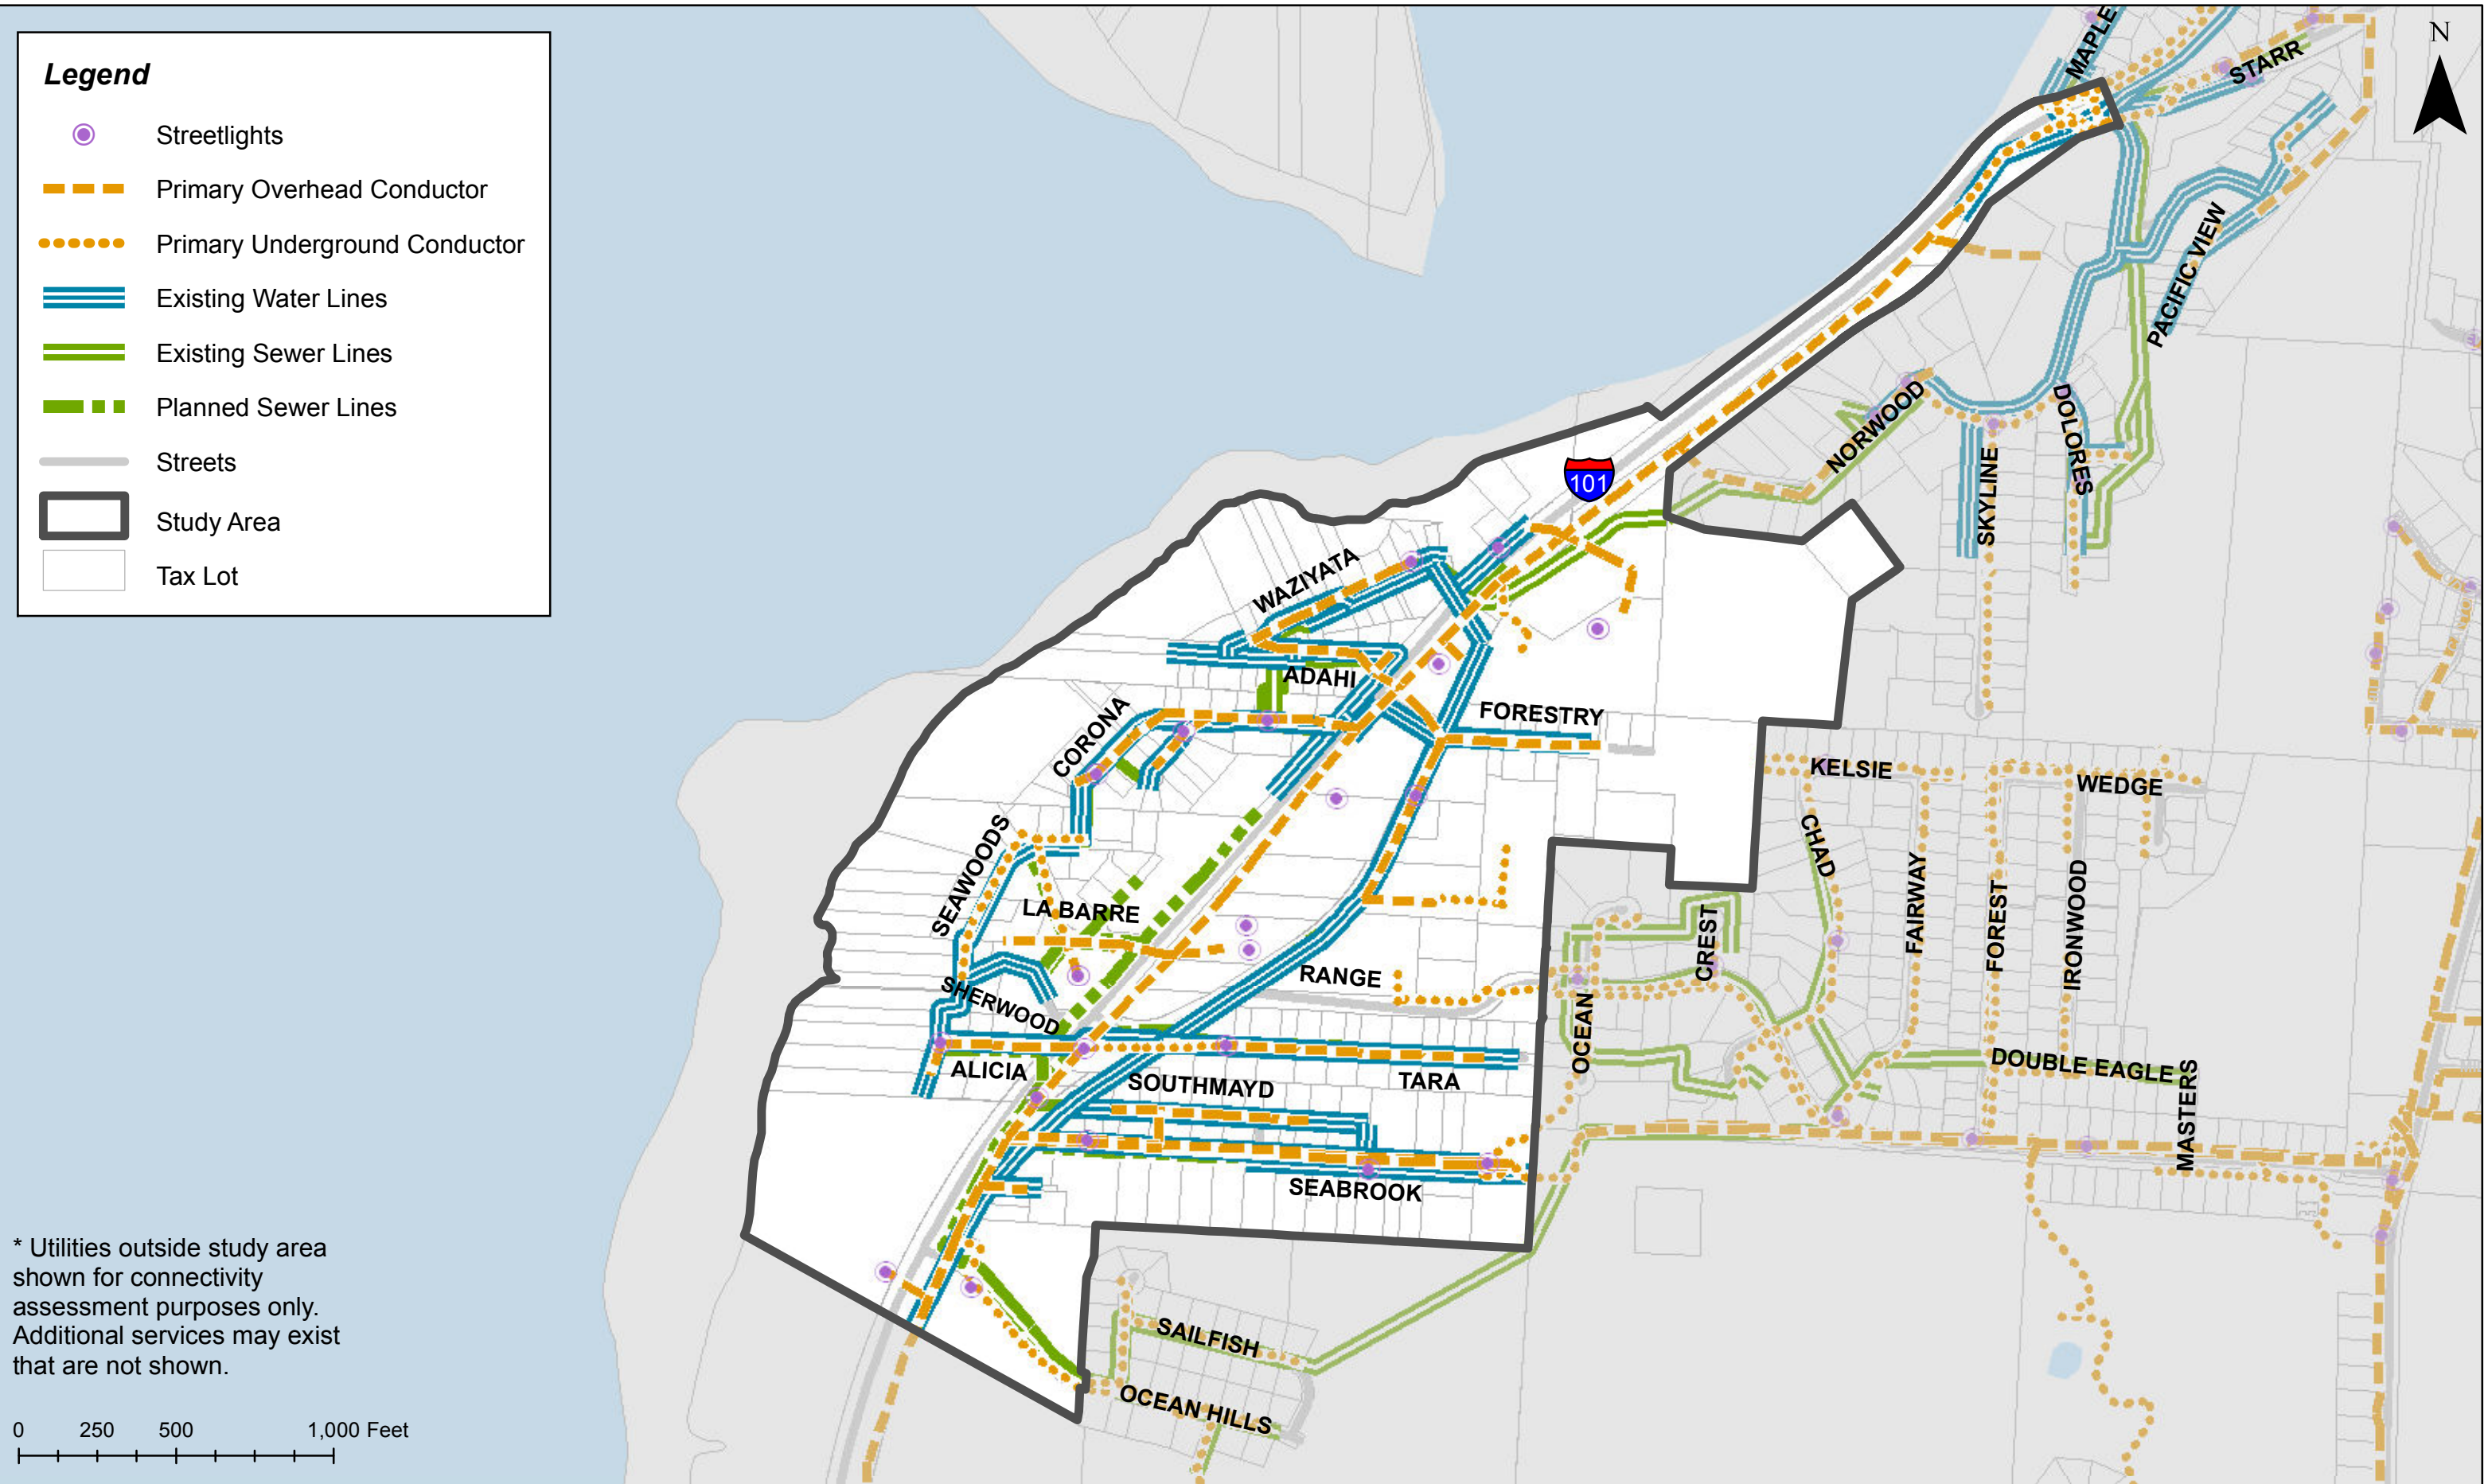 Legend
Streetlights
Primary Overhead Conductor
Primary Underground Conductor
Existing Water Lines
Existing Sewer Lines
Planned Sewer Lines
Streets
Study Area
Tax Lot
N
MAPLE
STARR
PACIFIC VIEW
NORWOOD
DOLORES
SKYLINE
101
WAZIYATA
ADAHI
FORESTRY
CORONA
KELSIE
WEDGE
CHAD
SEAWOODS
LA BARRE
FAIRWAY
FOREST
IRONWOOD
CREST
RANGE
SHERWOOD
OCEAN
ALICIA
SOUTHMAYD
TARA
DOUBLE EAGLE
MASTERS
SEABROOK
SAILFISH
OCEAN HILLS
* Utilities outside study area
shown for connectivity
assessment purposes only.
Additional services may exist
that are not shown.
0 250 500 1,000 Feet